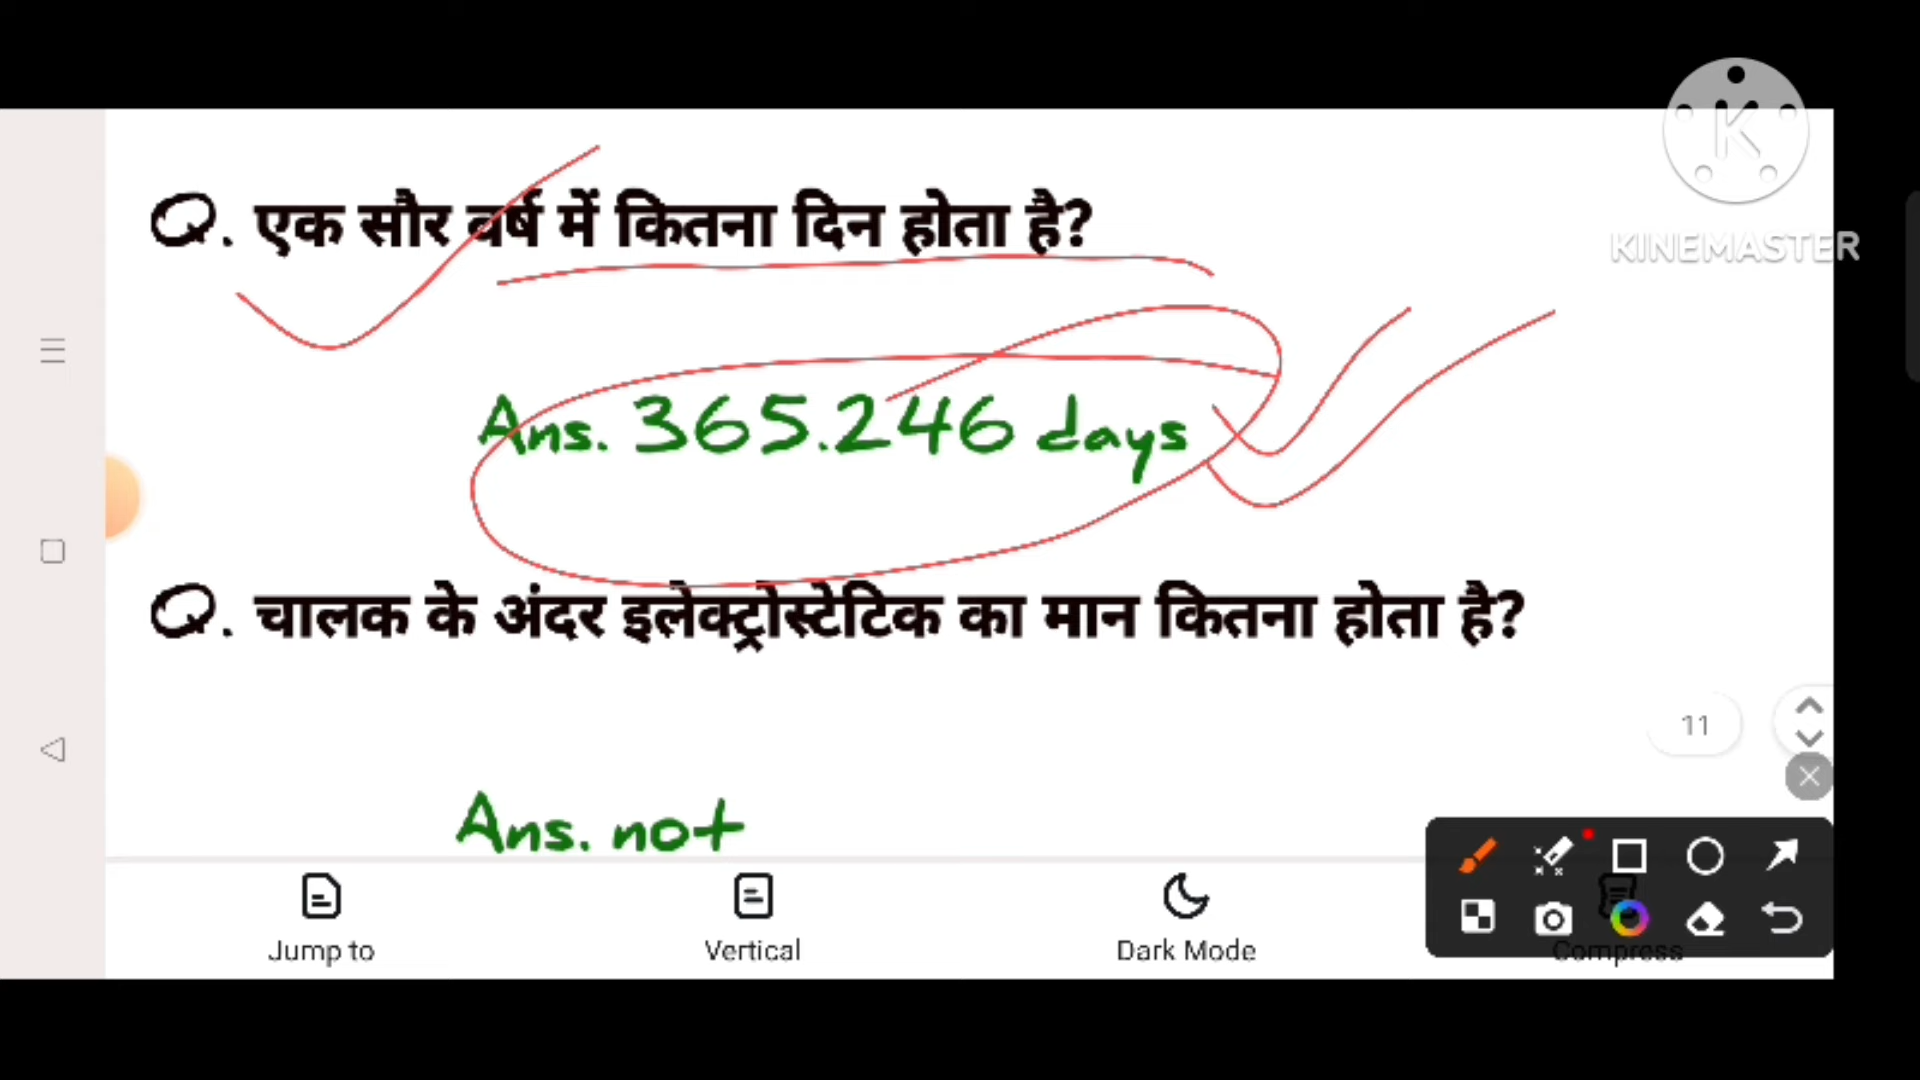 KINEMASTER
Q. एक सौर वर्ष में कितना दिन होता है?
Ans. 365.246 days
Q. चालक के अंदर इलेक्ट्रोस्टेटिक का मान कितना होता है?
11
Ans. not
Jump to
Vertical
Dark Mode
Compress